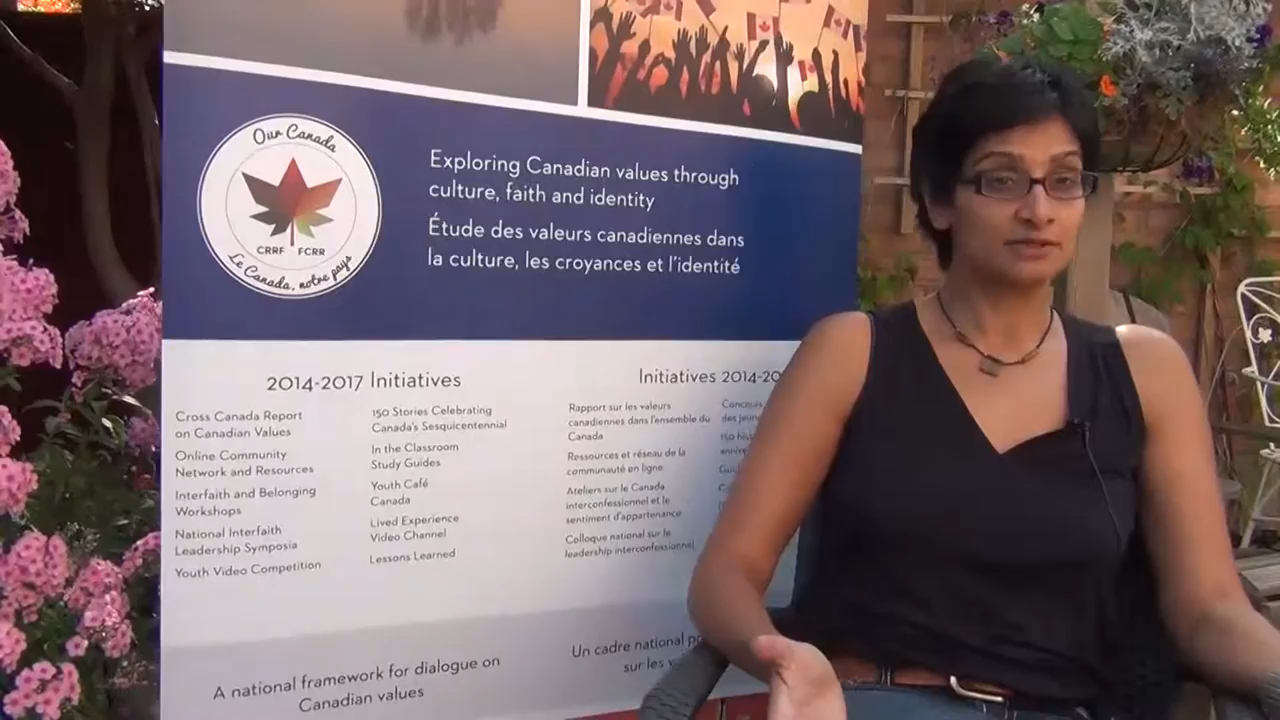 Our Canada
CRRF FCRR
Le Canada, notre pays
Exploring Canadian values through
culture, faith and identity
Étude des valeurs canadiennes dans
la culture, les croyances et l'identité
2014-2017 Initiatives
Cross Canada Report
on Canadian Values
Online Community
Network and Resources
Interfaith and Belonging
Workshops
National Interfaith
Leadership Symposia
Youth Video Competition
150 Stories Celebrating
Canada's Sesquicentennial
In the Classroom
Study Guides
Youth Café
Canada
Lived Experience
Video Channel
Lessons Learned
Initiatives 2014-20
Rapport sur les valeurs
canadiennes dans l'ensemble du
Canada
Ressources et réseau de la
communauté en ligne
Ateliers sur le Canada
interconfessionnel et le
sentiment d'appartenance
Colloque national sur le
leadership interconfessionnel
Concours
des
150
A national framework for dialogue on
Canadian values
Un cadre national
sur les